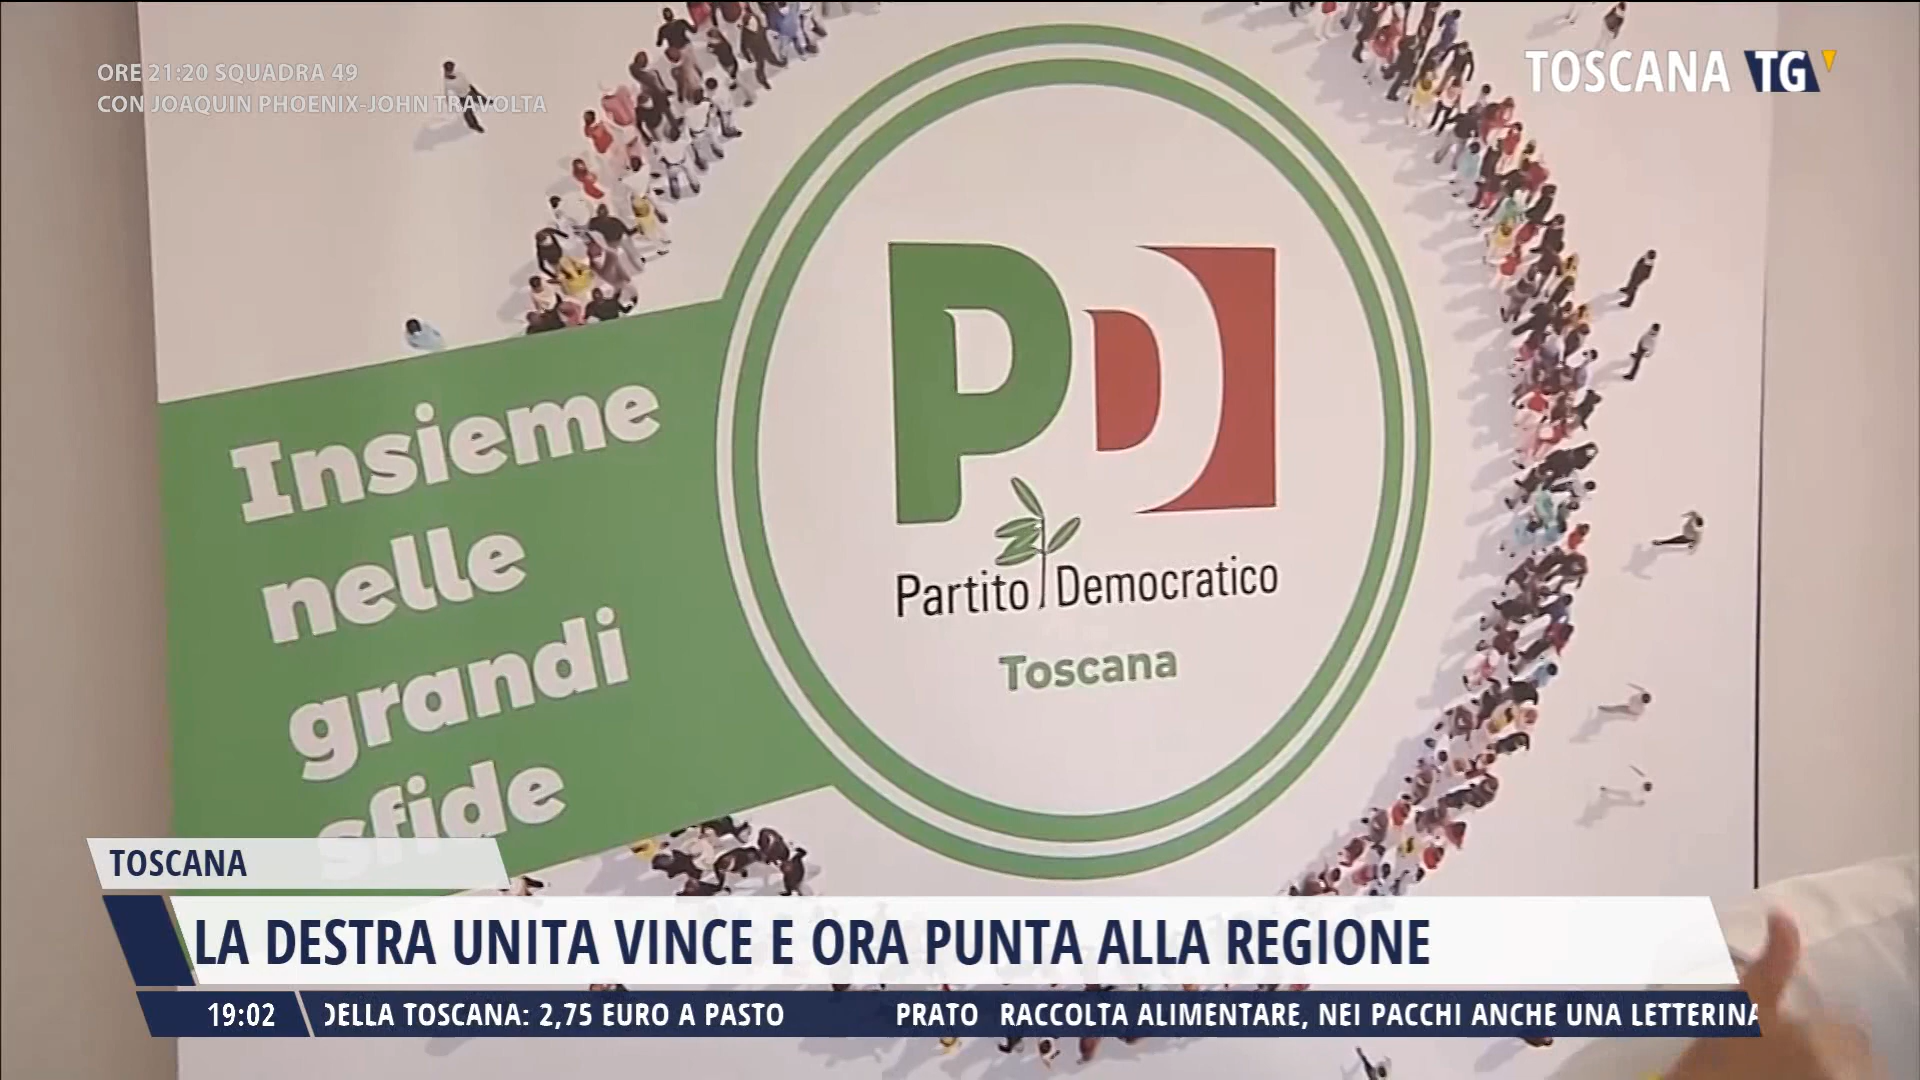 ORE 21:20 SQUADRA 49
CON JOAQUIN PHOENIX-JOHN TRAVOLTA
TOSCANA TG
PD
Partito Democratico
Toscana
Insieme
nelle
grandi
sfide
TOSCANA
LA DESTRA UNITA VINCE E ORA PUNTA ALLA REGIONE
19:02 DELLA TOSCANA: 2,75 EURO A PASTO PRATO RACCOLTA ALIMENTARE, NEI PACCHI ANCHE UNA LETTERINA